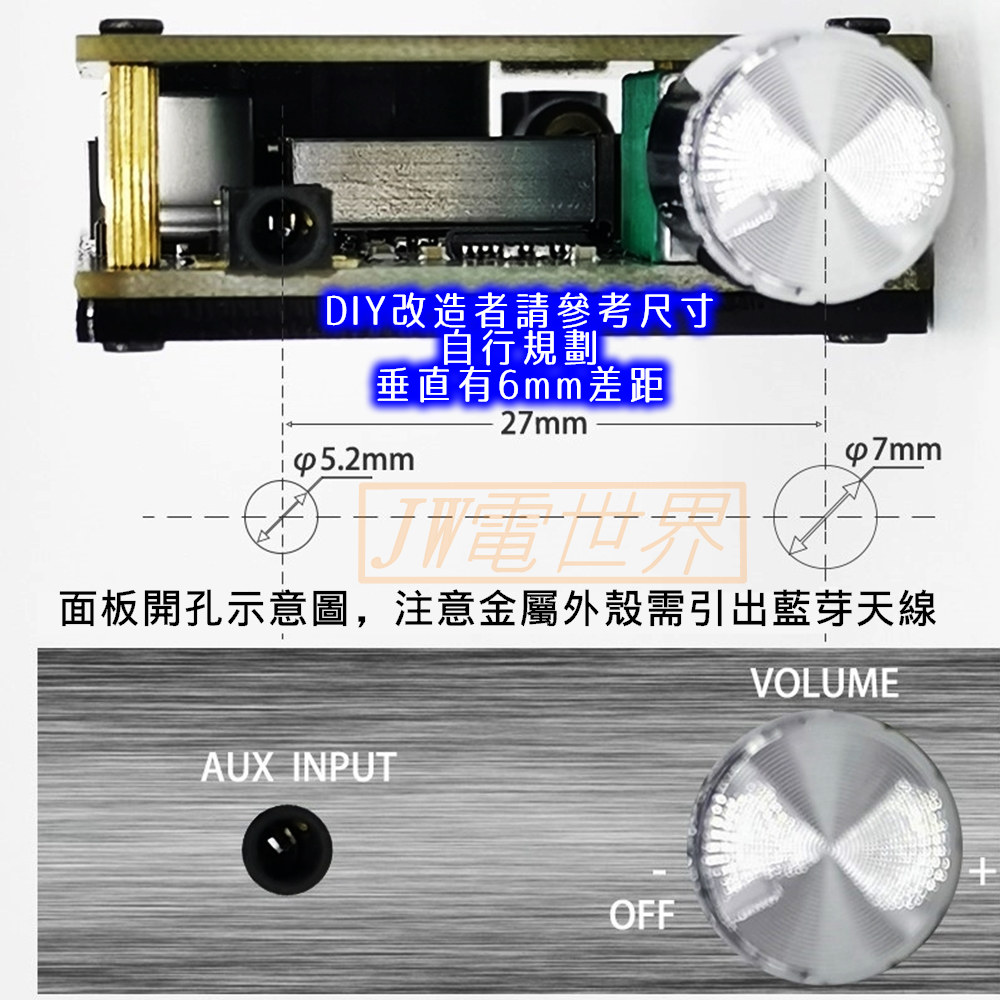 DIY改造者請參考尺寸
自行規劃
垂直有6mm差距
27mm
φ5.2mm
φ7mm
JW電世界
面板開孔示意圖，注意金屬外殼需引出藍芽天線
VOLUME
AUX INPUT
- +
OFF